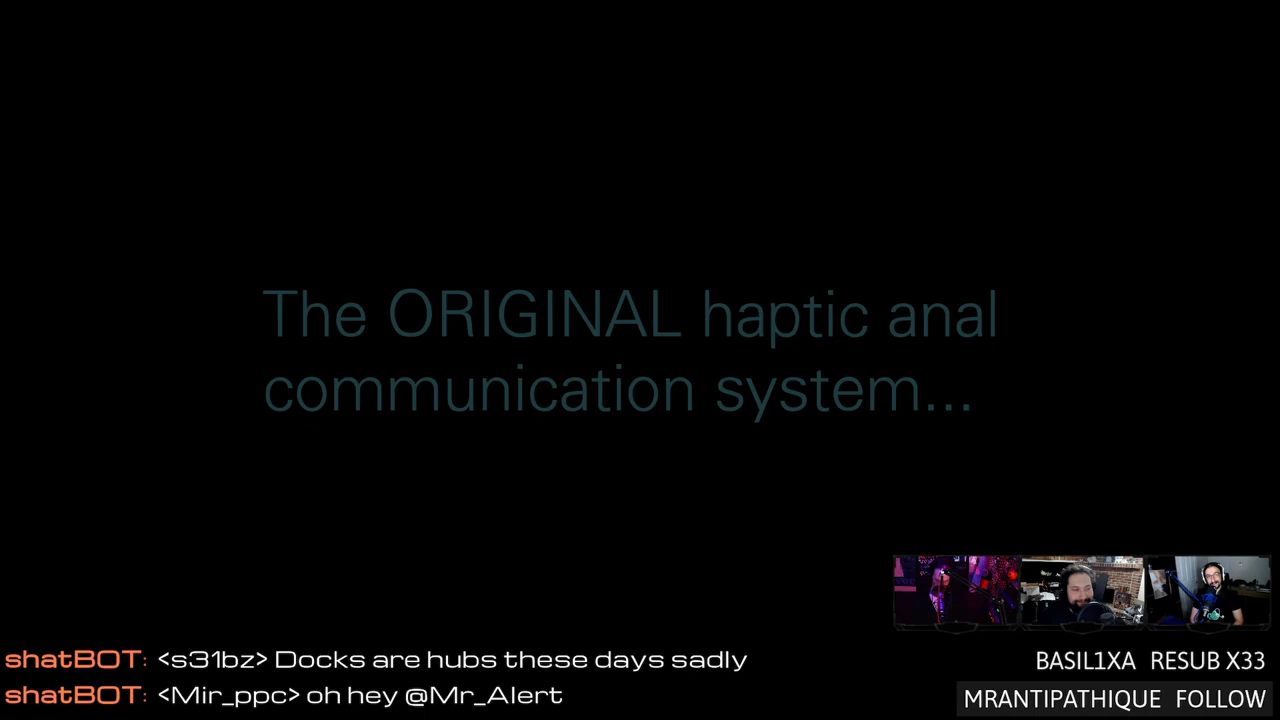 The ORIGINAL haptic anal
communication system...
shatBOT: <s31bz> Docks are hubs these days sadly
BASIL1XA RESUB X33
shatBOT: <Mir_ppc> oh hey @Mr_Alert
MRANTIPATHIQUE FOLLOW